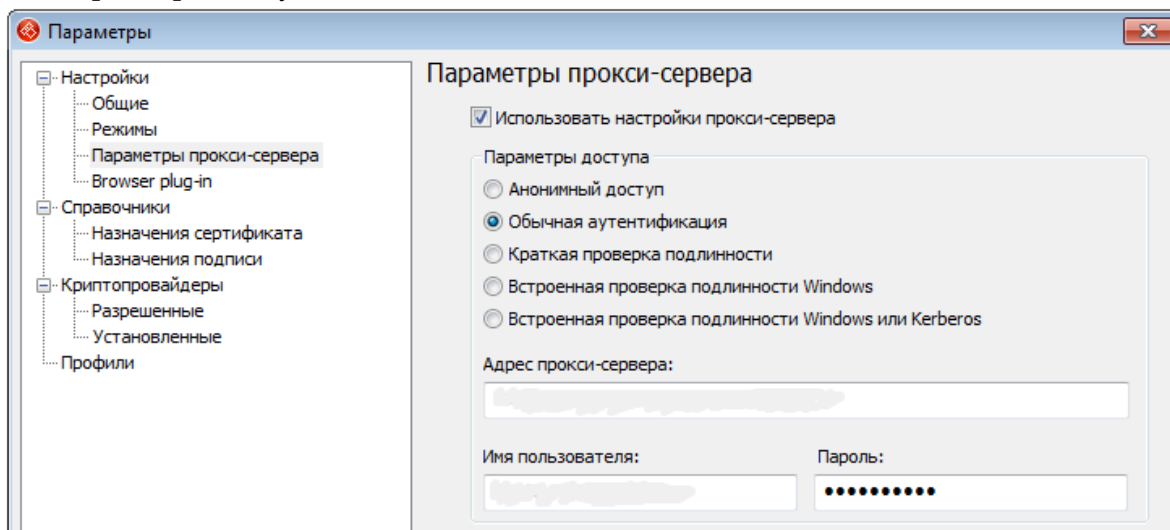 Параметры
Настройки
Общие
Режимы
Параметры прокси-сервера
Browser plug-in
Справочники
Назначения сертификата
Назначения подписи
Криптопровайдеры
Разрешенные
Установленные
Профили
Параметры прокси-сервера
Использовать настройки прокси-сервера
Параметры доступа
Анонимный доступ
Обычная аутентификация
Краткая проверка подлинности
Встроенная проверка подлинности Windows
Встроенная проверка подлинности Windows или Kerberos
Адрес прокси-сервера:
Имя пользователя:
Пароль:
••••••••••